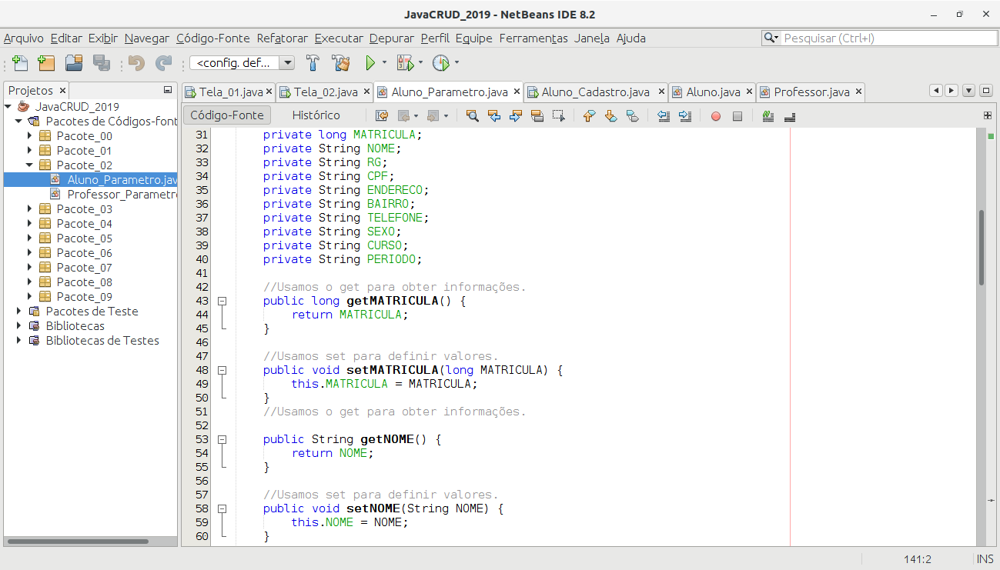 JavaCRUD_2019 - NetBeans IDE 8.2
Arquivo Editar Exibir Navegar Código-Fonte Refatorar Executar Depurar Perfil Equipe Ferramentas Janela Ajuda
Pesquisar (Ctrl+I)
<config. def...
Projetos
JavaCRUD_2019
Pacotes de Códigos-font
Pacote_00
Pacote_01
Pacote_02
Aluno_Parametro.jav
Professor_Parametro
Pacote_03
Pacote_04
Pacote_05
Pacote_06
Pacote_07
Pacote_08
Pacote_09
Pacotes de Teste
Bibliotecas
Bibliotecas de Testes
Tela_01.java Tela_02.java Aluno_Parametro.java Aluno_Cadastro.java Aluno.java Professor.java
Código-Fonte Histórico
31 private long MATRICULA;
32 private String NOME;
33 private String RG;
34 private String CPF;
35 private String ENDERECO;
36 private String BAIRRO;
37 private String TELEFONE;
38 private String SEXO;
39 private String CURSO;
40 private String PERIODO;
41
42 //Usamos o get para obter informações.
43 public long getMATRICULA() {
44 return MATRICULA;
45 }
46
47 //Usamos set para definir valores.
48 public void setMATRICULA(long MATRICULA) {
49 this.MATRICULA = MATRICULA;
50 }
51 //Usamos o get para obter informações.
52
53 public String getNOME() {
54 return NOME;
55 }
56
57 //Usamos set para definir valores.
58 public void setNOME(String NOME) {
59 this.NOME = NOME;
60 }
141:2 INS